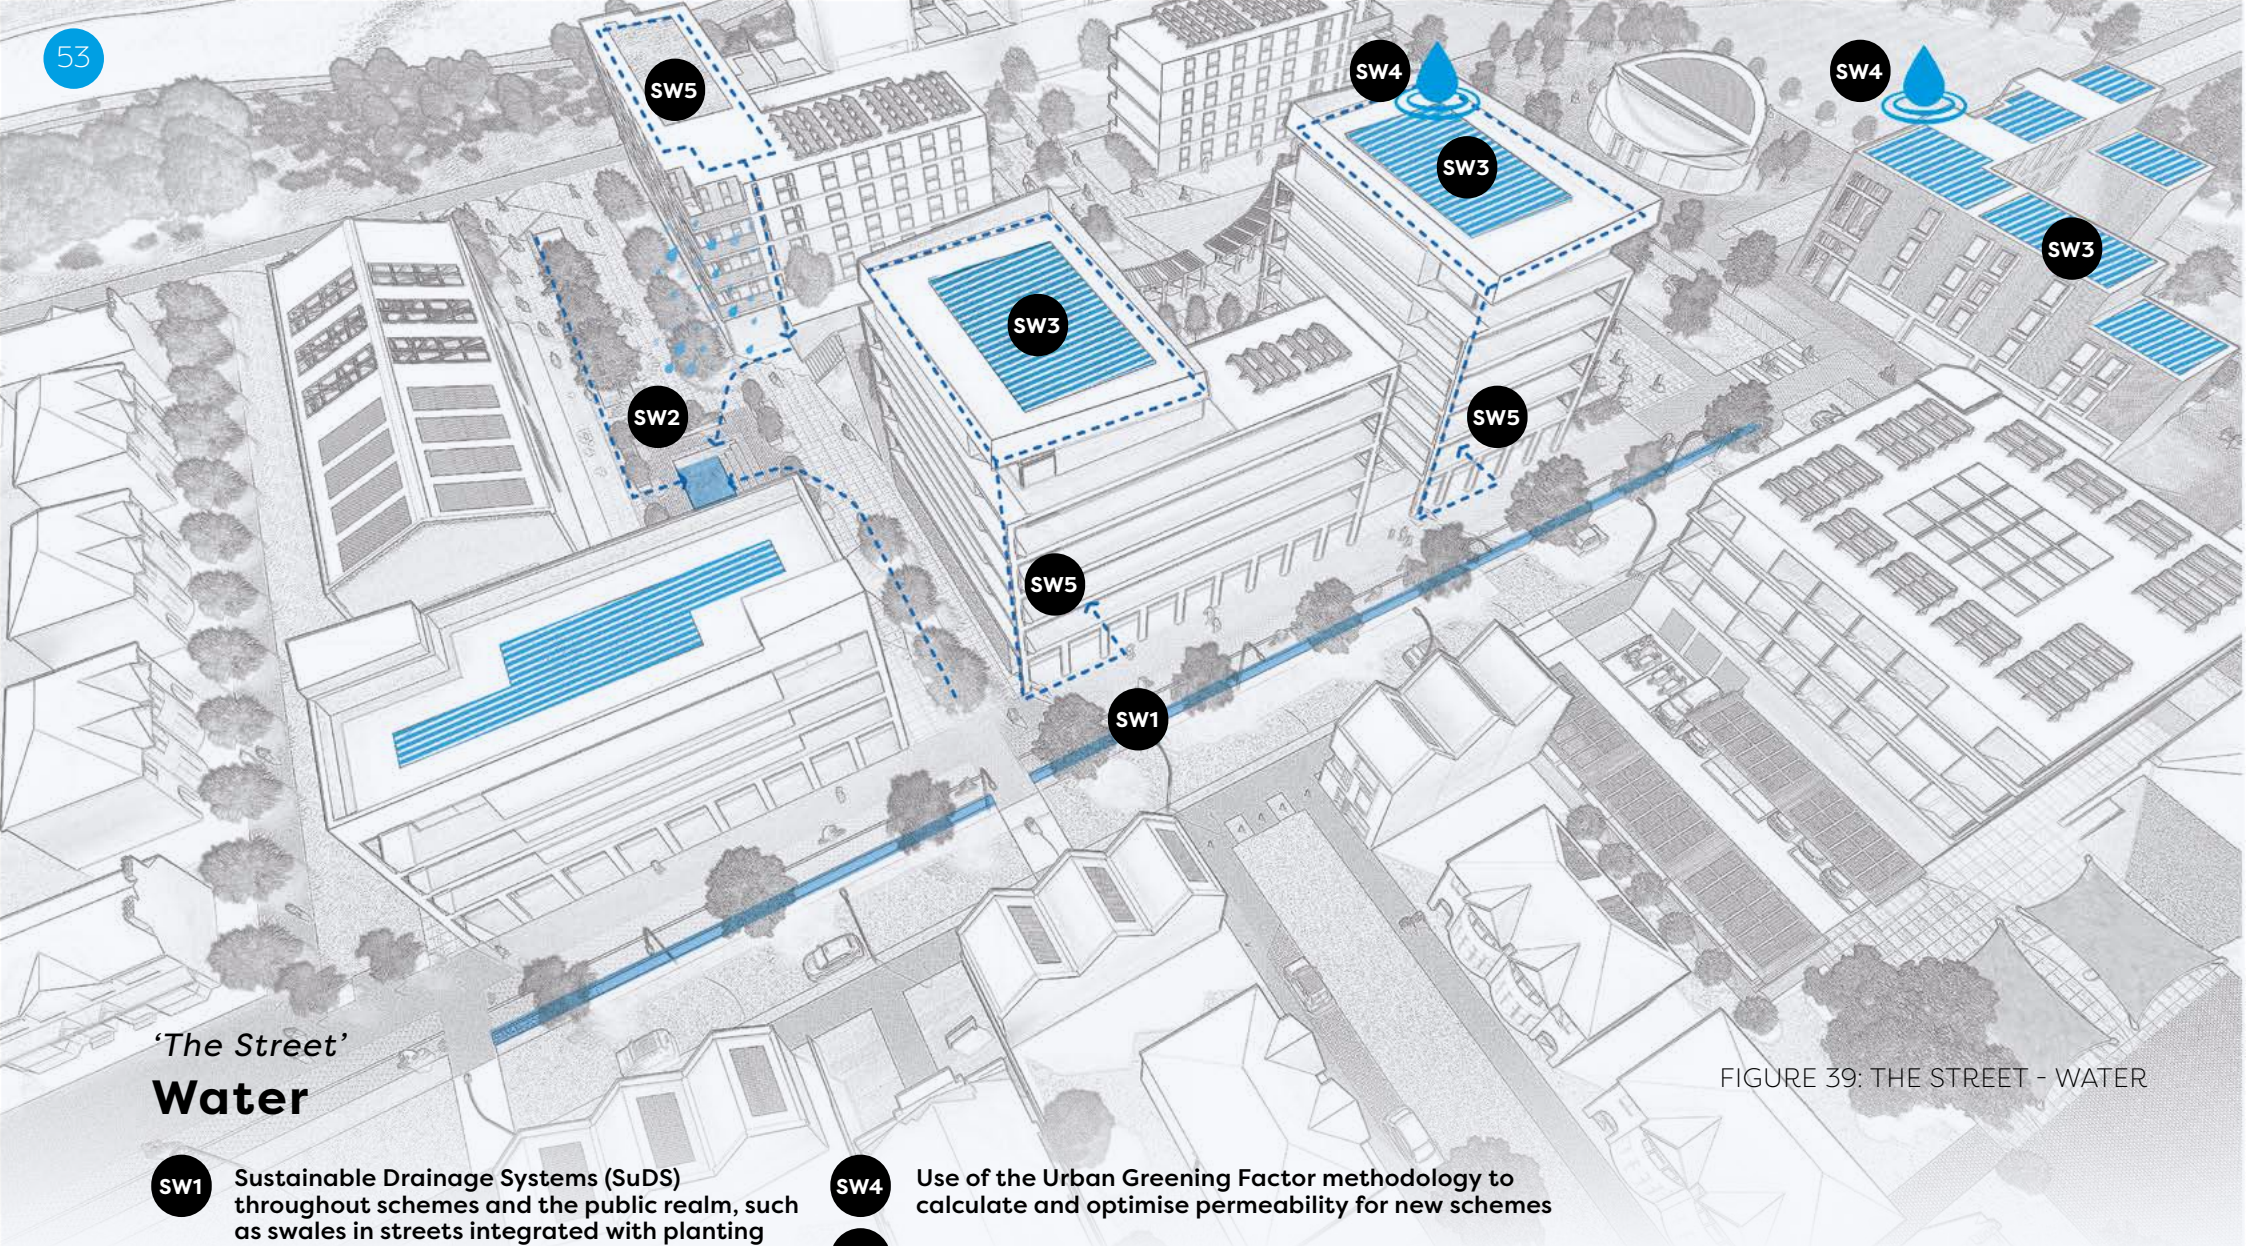 53
SW5
SW4
SW4
SW3
SW3
SW3
SW2
SW5
SW5
SW1
‘The Street’
Water
FIGURE 39: THE STREET - WATER
SW1
Sustainable Drainage Systems (SuDS)
throughout schemes and the public realm, such
as swales in streets integrated with planting
SW4
Use of the Urban Greening Factor methodology to
calculate and optimise permeability for new schemes